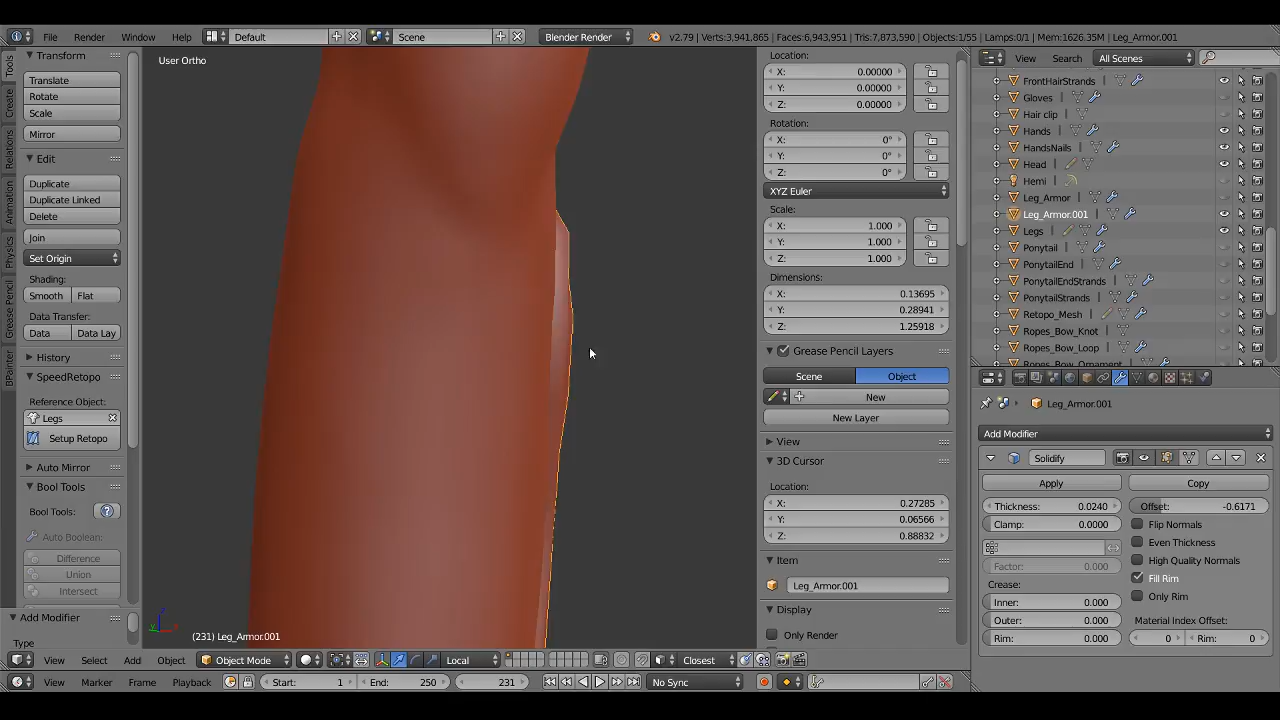 File Render Window Help Default Scene Blender Render v2.79 | Verts:3,941,865 | Faces:6,943,951 | Tris:7,873,590 | Objects:1/55 | Lamps:0/1 | Mem:1626.35M | Leg_Armor.001
Tools
Create
Relations
Animation
Physics
Grease Pencil
BPainter
Transform
Translate
Rotate
Scale
Mirror
Edit
Duplicate
Duplicate Linked
Delete
Join
Set Origin
Shading:
Smooth Flat
Data Transfer:
Data Data Lay
History
SpeedRetopo
Reference Object:
Legs
Setup Retopo
Auto Mirror
Bool Tools
Bool Tools:
Auto Boolean:
Difference
Union
Intersect
Add Modifier
Type
User Ortho
(231) Leg_Armor.001
Location:
X: 0.00000
Y: 0.00000
Z: 0.00000
Rotation:
X: 0°
Y: 0°
Z: 0°
XYZ Euler
Scale:
X: 1.000
Y: 1.000
Z: 1.000
Dimensions:
X: 0.13695
Y: 0.28941
Z: 1.25918
Grease Pencil Layers
Scene Object
New
New Layer
View
3D Cursor
Location:
X: 0.27285
Y: 0.06566
Z: 0.88832
Item
Leg_Armor.001
Display
Only Render
View Search All Scenes
FrontHairStrands
Gloves
Hair clip
Hands
HandsNails
Head
Hemi
Leg_Armor
Leg_Armor.001
Legs
Ponytail
PonytailEnd
PonytailEndStrands
PonytailStrands
Retopo_Mesh
Ropes_Bow_Knot
Ropes_Bow_Loop
Ropes_Bow_Ornament
Leg_Armor.001
Add Modifier
Solidify
Apply Copy
Thickness: 0.0240 Offset: -0.6171
Clamp: 0.0000 Flip Normals
Even Thickness
Factor: 0.000 High Quality Normals
Crease: Fill Rim
Inner: 0.000 Only Rim
Outer: 0.000 Material Index Offset:
Rim: 0.000 0 Rim: 0
View Select Add Object Object Mode Local Closest
View Marker Frame Playback Start: 1 End: 250 231 No Sync